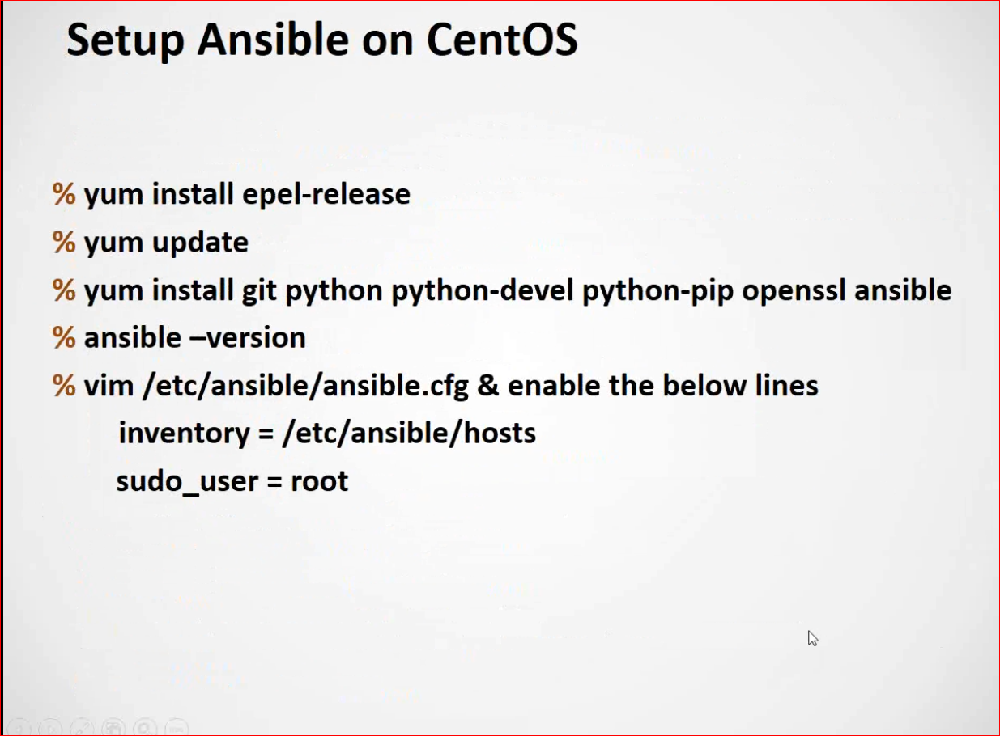 Setup Ansible on CentOS
% yum install epel-release
% yum update
% yum install git python python-devel python-pip openssl ansible
% ansible –version
% vim /etc/ansible/ansible.cfg & enable the below lines
inventory = /etc/ansible/hosts
sudo_user = root